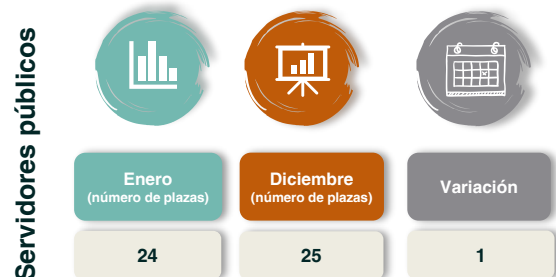 Servidores públicos
Enero
(número de plazas)
Diciembre
(número de plazas)
Variación
24
25
1